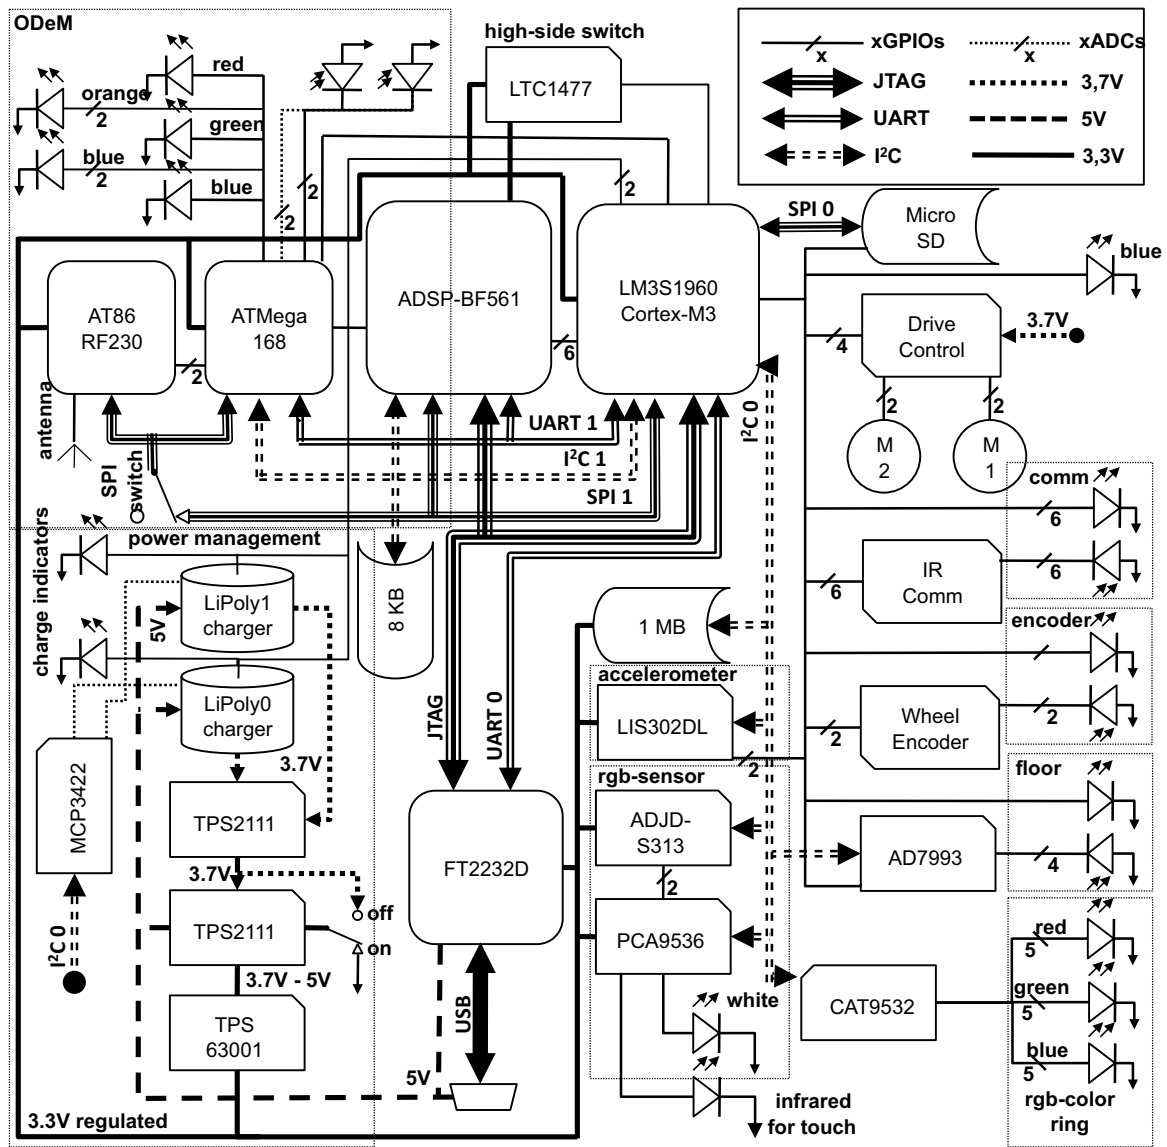 ODeM
high-side switch
LTC1477
xGPIOs
x
xADCs
x
JTAG
3,7V
UART
5V
I²C
3,3V
red
orange
2
green
blue
2
blue
2
2
2
SPI 0
Micro
SD
blue
AT86
RF230
2
ATMega
168
ADSP-BF561
6
LM3S1960
Cortex-M3
4
Drive
Control
3.7V
2
2
M
2
M
1
antenna
SPI
switch
UART 1
I²C 1
SPI 1
I²C 0
comm
6
6
6
IR
Comm
charge indicators
power management
LiPoly1
charger
5V
LiPoly0
charger
8 KB
1 MB
accelerometer
LIS302DL
2
encoder
2
Wheel
Encoder
2
JTAG
UART 0
MCP3422
3.7V
TPS2111
3.7V
off
on
TPS2111
3.7V - 5V
TPS
63001
I²C 0
FT2232D
USB
5V
3.3V regulated
rgb-sensor
ADJD-
S313
2
PCA9536
white
infrared
for touch
floor
AD7993
4
CAT9532
red
5
green
5
blue
5
rgb-color
ring